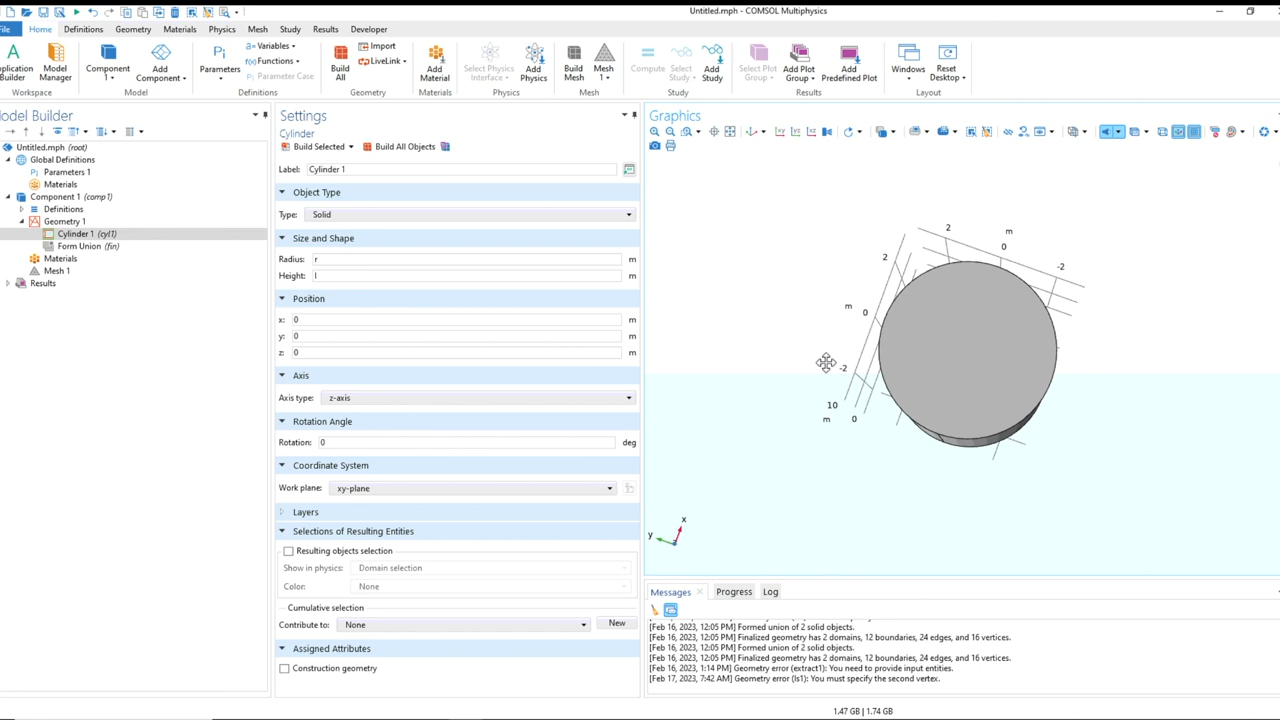 Untitled.mph - COMSOL Multiphysics
File Home Definitions Geometry Materials Physics Mesh Study Results Developer
Application Builder
Model Manager
Workspace
Component 1
Add Component
Model
Parameters 1
Variables
Functions
Parameter Case
Definitions
Build All
Import
LiveLink
Geometry
Add Material
Materials
Select Physics Interface
Add Physics
Physics
Build Mesh
Mesh 1
Mesh
Compute
Select Study
Add Study
Study
Select Plot Group
Add Plot Group
Add Predefined Plot
Results
Windows
Reset Desktop
Layout
Model Builder
Untitled.mph (root)
Global Definitions
Parameters 1
Materials
Component 1 (comp1)
Definitions
Geometry 1
Cylinder 1 (cyl1)
Form Union (fin)
Materials
Mesh 1
Results
Settings
Cylinder
Build Selected Build All Objects
Label: Cylinder 1
Object Type
Type: Solid
Size and Shape
Radius: r m
Height: l m
Position
x: 0 m
y: 0 m
z: 0 m
Axis
Axis type: z-axis
Rotation Angle
Rotation: 0 deg
Coordinate System
Work plane: xy-plane
Layers
Selections of Resulting Entities
Resulting objects selection
Show in physics: Domain selection
Color: None
Cumulative selection
Contribute to: None New
Assigned Attributes
Construction geometry
Graphics
2 m
0
-2
2
m 0
-2
10
m 0
x
y
z
Messages Progress Log
[Feb 16, 2023, 12:05 PM] Formed union of 2 solid objects.
[Feb 16, 2023, 12:05 PM] Finalized geometry has 2 domains, 12 boundaries, 24 edges, and 16 vertices.
[Feb 16, 2023, 12:05 PM] Formed union of 2 solid objects.
[Feb 16, 2023, 12:05 PM] Finalized geometry has 2 domains, 12 boundaries, 24 edges, and 16 vertices.
[Feb 16, 2023, 1:14 PM] Geometry error (extract1): You need to provide input entities.
[Feb 17, 2023, 7:42 AM] Geometry error (ls1): You must specify the second vertex.
1.47 GB | 1.74 GB